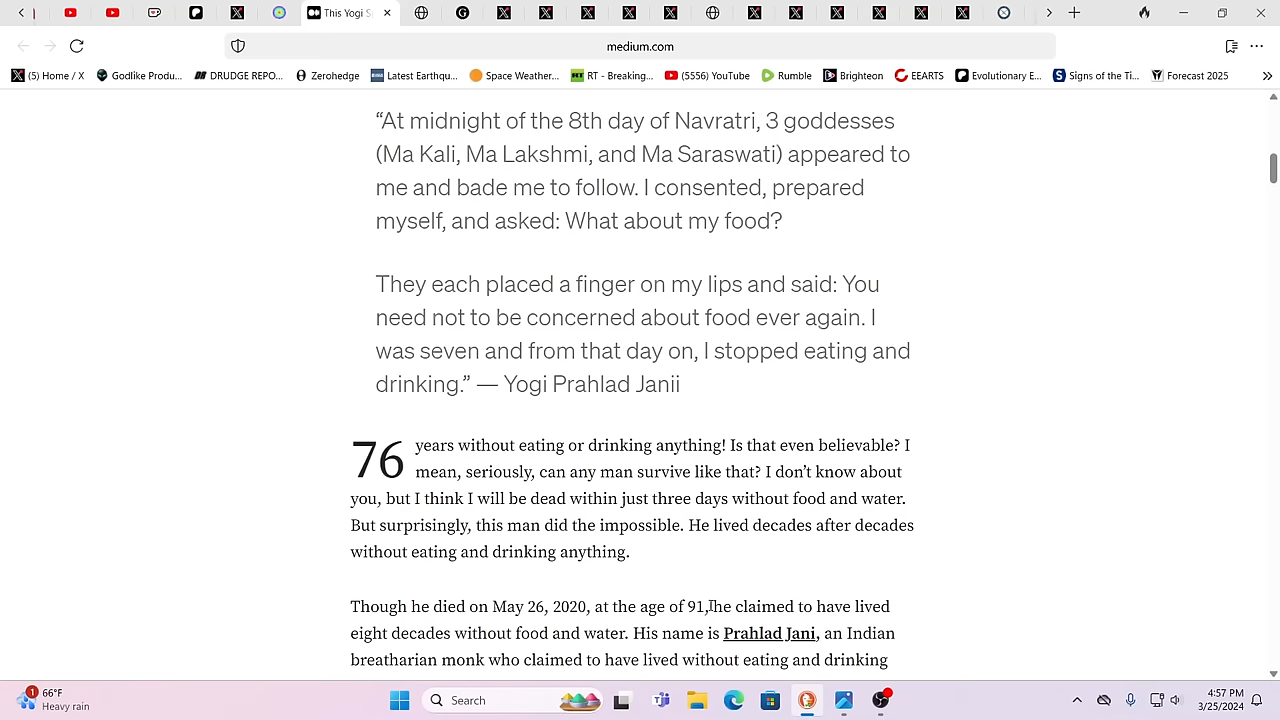 This Yogi S
medium.com
(5) Home / X
Godlike Produ...
DRUDGE REPO...
Zerohedge
Latest Earthqu...
Space Weather...
RT - Breaking...
(5556) YouTube
Rumble
Brighteon
EEARTS
Evolutionary E...
Signs of the Ti...
Forecast 2025
“At midnight of the 8th day of Navratri, 3 goddesses
(Ma Kali, Ma Lakshmi, and Ma Saraswati) appeared to
me and bade me to follow. I consented, prepared
myself, and asked: What about my food?
They each placed a finger on my lips and said: You
need not to be concerned about food ever again. I
was seven and from that day on, I stopped eating and
drinking.” — Yogi Prahlad Janii
76 years without eating or drinking anything! Is that even believable? I
mean, seriously, can any man survive like that? I don’t know about
you, but I think I will be dead within just three days without food and water.
But surprisingly, this man did the impossible. He lived decades after decades
without eating and drinking anything.
Though he died on May 26, 2020, at the age of 91, he claimed to have lived
eight decades without food and water. His name is Prahlad Jani, an Indian
breatharian monk who claimed to have lived without eating and drinking
1
66°F
Heavy rain
Search
4:57 PM
3/25/2024